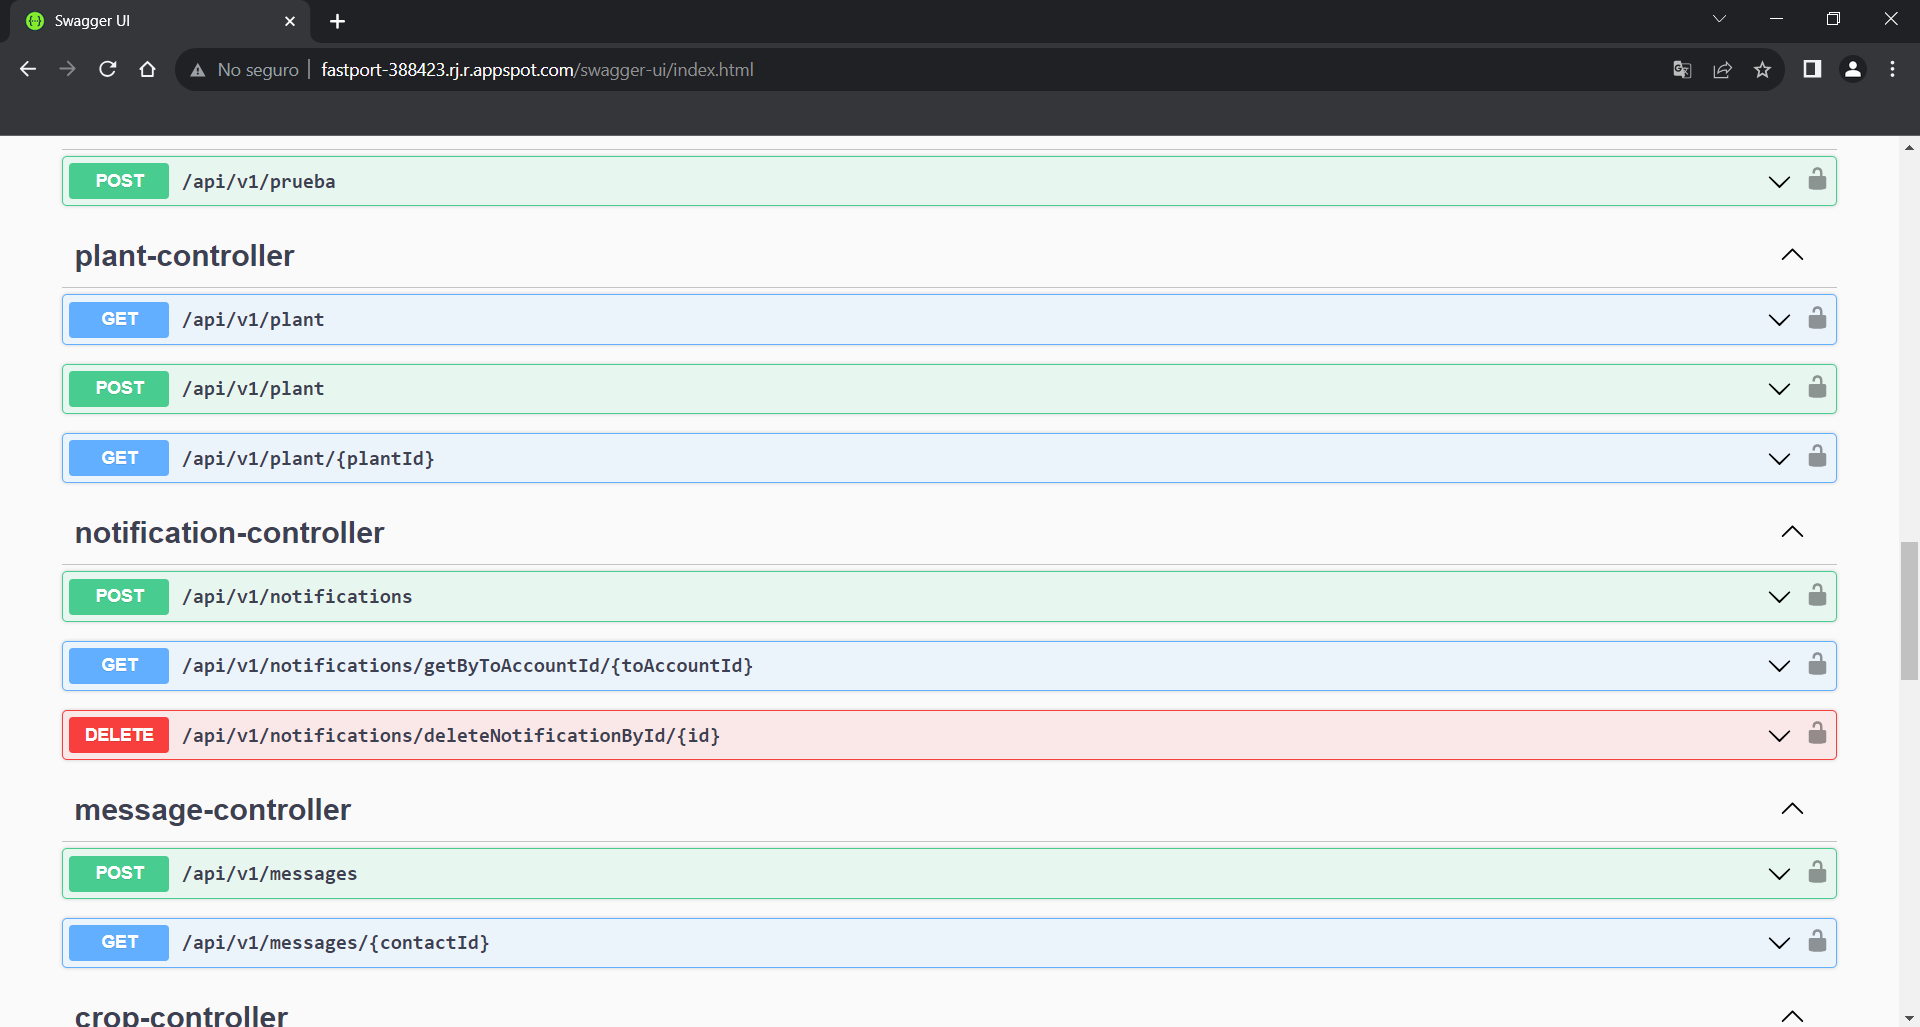 Swagger UI
No seguro
fastport-388423.rj.r.appspot.com/swagger-ui/index.html
POST /api/v1/prueba
plant-controller
GET /api/v1/plant
POST /api/v1/plant
GET /api/v1/plant/{plantId}
notification-controller
POST /api/v1/notifications
GET /api/v1/notifications/getByToAccountId/{toAccountId}
DELETE /api/v1/notifications/deleteNotificationById/{id}
message-controller
POST /api/v1/messages
GET /api/v1/messages/{contactId}
crop-controller